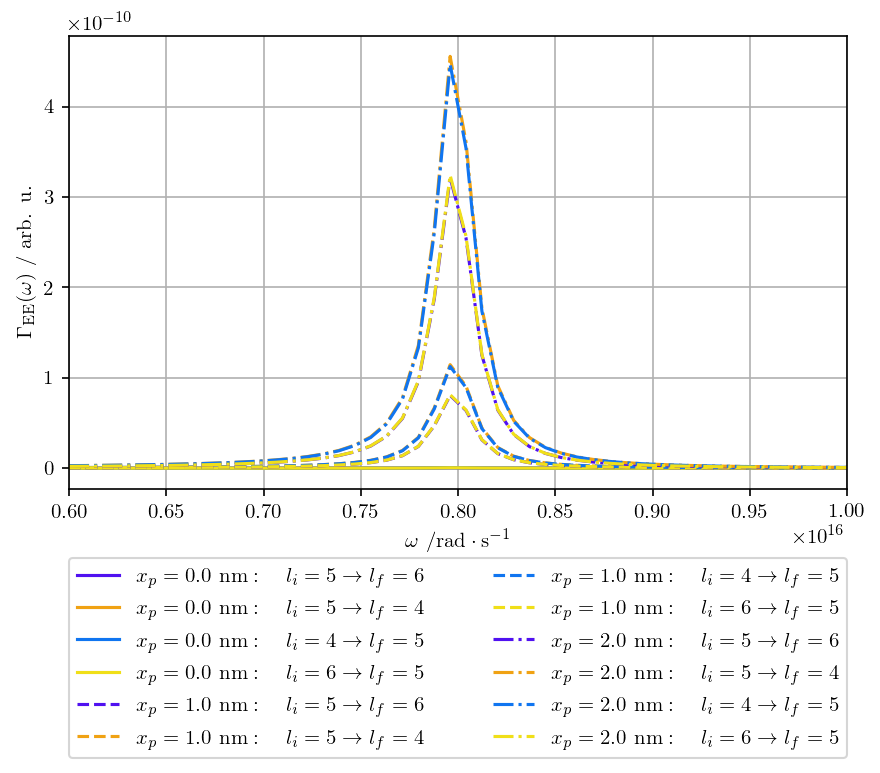 ×10⁻¹⁰
Γ_EE(ω) / arb. u.
4
3
2
1
0
0.60 0.65 0.70 0.75 0.80 0.85 0.90 0.95 1.00
×10¹⁶
ω /rad · s⁻¹
x_p = 0.0 nm : l_i = 5 → l_f = 6
x_p = 0.0 nm : l_i = 5 → l_f = 4
x_p = 0.0 nm : l_i = 4 → l_f = 5
x_p = 0.0 nm : l_i = 6 → l_f = 5
x_p = 1.0 nm : l_i = 5 → l_f = 6
x_p = 1.0 nm : l_i = 5 → l_f = 4
x_p = 1.0 nm : l_i = 4 → l_f = 5
x_p = 1.0 nm : l_i = 6 → l_f = 5
x_p = 2.0 nm : l_i = 5 → l_f = 6
x_p = 2.0 nm : l_i = 5 → l_f = 4
x_p = 2.0 nm : l_i = 4 → l_f = 5
x_p = 2.0 nm : l_i = 6 → l_f = 5